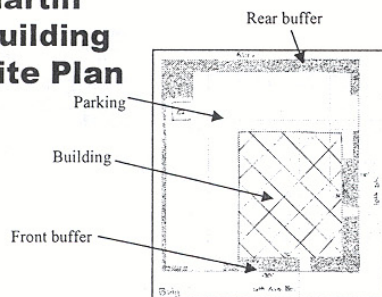 artin
uilding
ite Plan
Rear buffer
Parking
Building
Front buffer